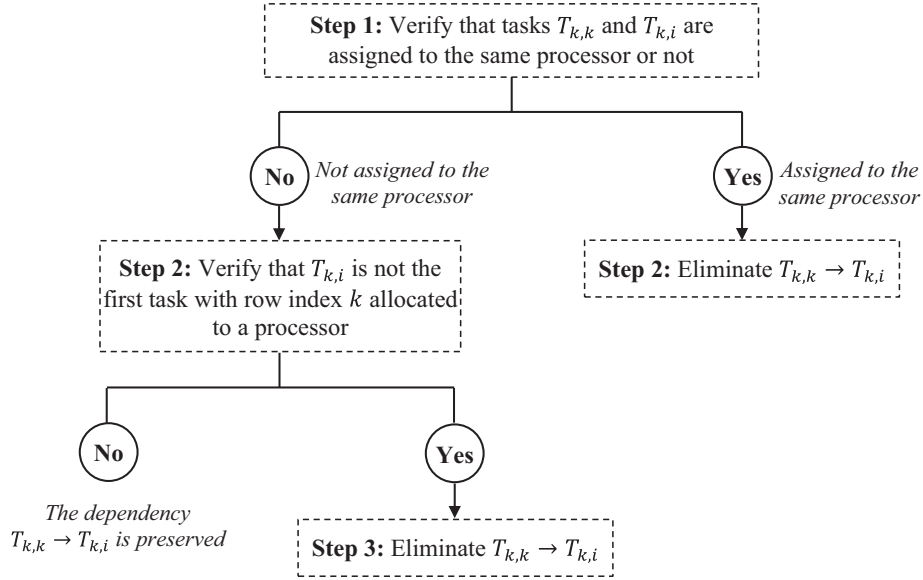 Step 1: Verify that tasks T_{k,k} and T_{k,i} are
assigned to the same processor or not
No
Not assigned to the
same processor
Yes
Assigned to the
same processor
Step 2: Verify that T_{k,i} is not the
first task with row index k allocated
to a processor
Step 2: Eliminate T_{k,k} → T_{k,i}
No
Yes
The dependency
T_{k,k} → T_{k,i} is preserved
Step 3: Eliminate T_{k,k} → T_{k,i}